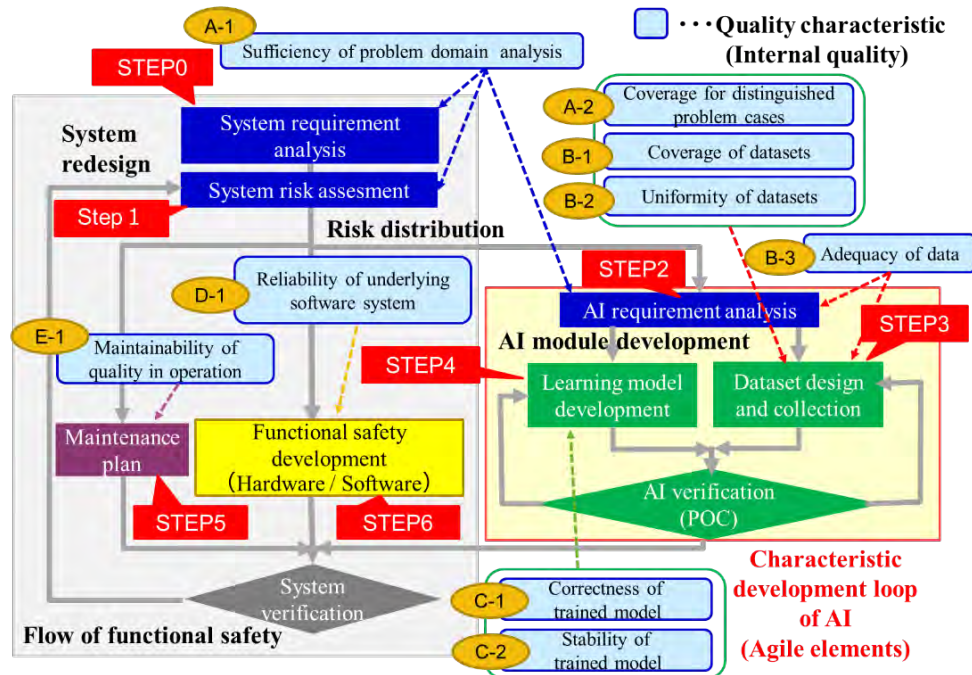 A-1
Sufficiency of problem domain analysis
・・・Quality characteristic
(Internal quality)
STEP0
System requirement
analysis
System
redesign
System risk assesment
Step 1
Risk distribution
A-2
Coverage for distinguished
problem cases
B-1
Coverage of datasets
B-2
Uniformity of datasets
B-3
Adequacy of data
D-1
Reliability of underlying
software system
STEP2
AI requirement analysis
STEP3
AI module development
E-1
Maintainability of
quality in operation
STEP4
Learning model
development
Dataset design
and collection
Maintenance
plan
Functional safety
development
（Hardware / Software）
AI verification
(POC)
STEP5
STEP6
System
verification
Characteristic
development loop
of AI
(Agile elements)
C-1
Correctness of
trained model
C-2
Stability of
trained model
Flow of functional safety